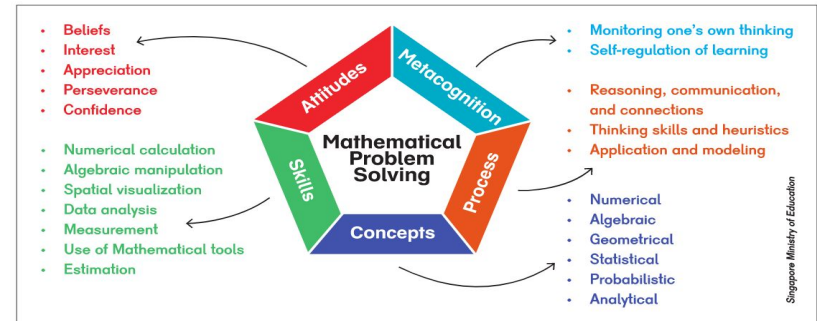 • Beliefs
• Interest
• Appreciation
• Perseverance
• Confidence
• Numerical calculation
• Algebraic manipulation
• Spatial visualization
• Data analysis
• Measurement
• Use of Mathematical tools
• Estimation
Attitudes
Metacognition
Skills
Mathematical
Problem
Solving
Process
Concepts
• Monitoring one's own thinking
• Self-regulation of learning
• Reasoning, communication,
and connections
• Thinking skills and heuristics
• Application and modeling
• Numerical
• Algebraic
• Geometrical
• Statistical
• Probabilistic
• Analytical
Singapore Ministry of Education